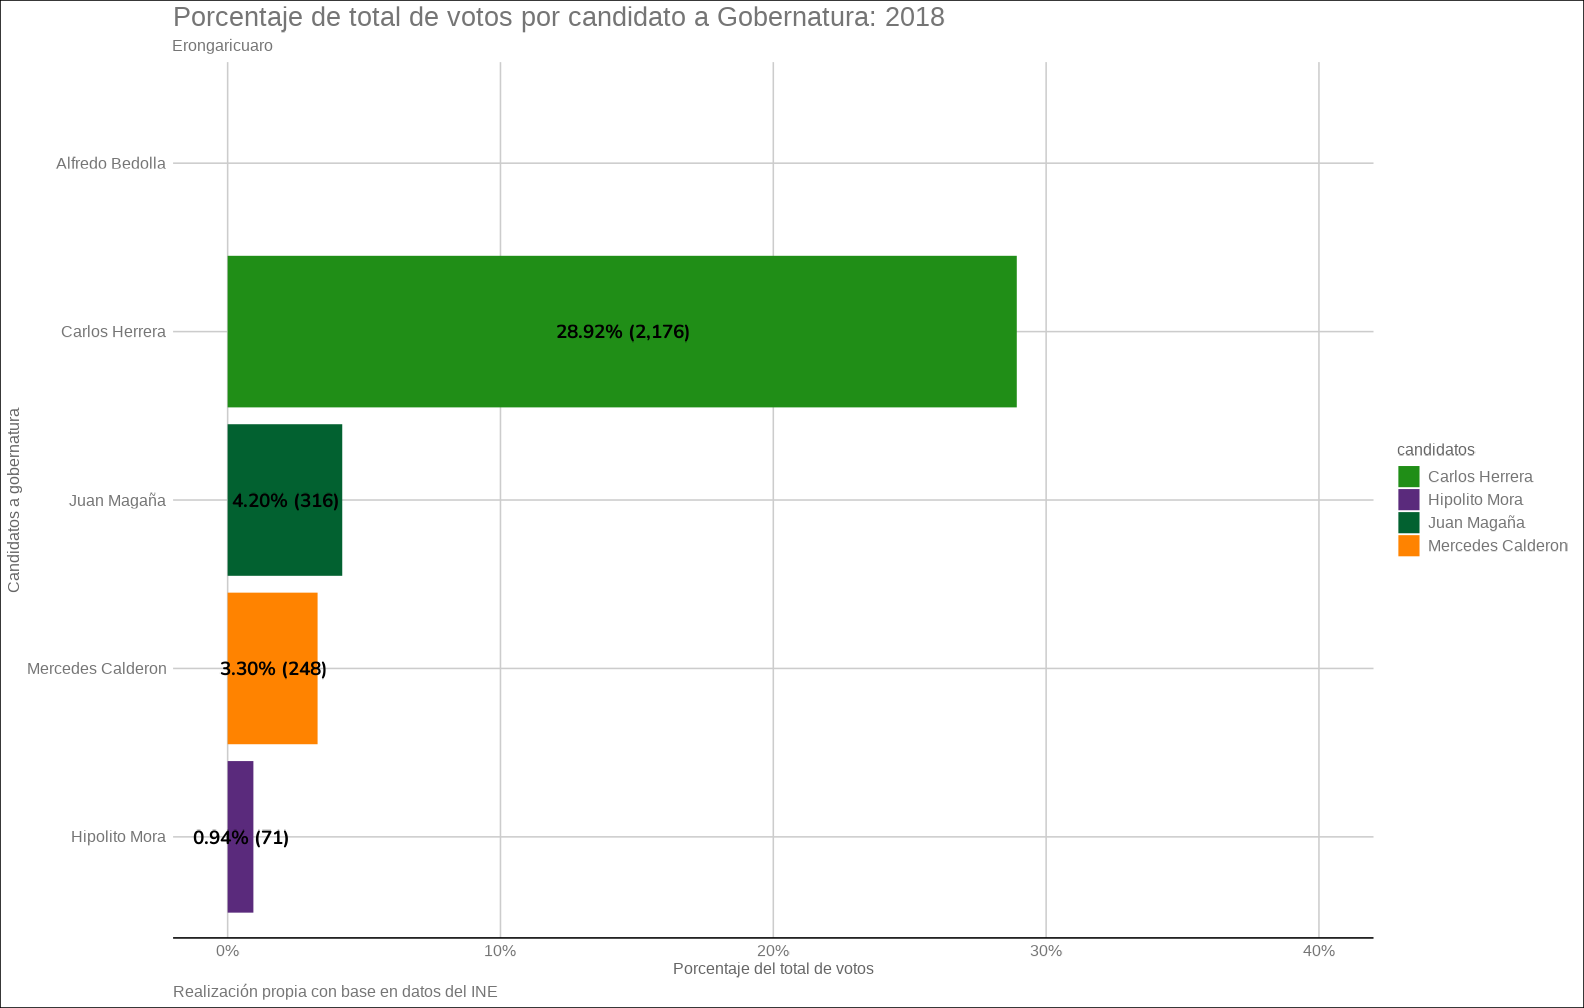 Porcentaje de total de votos por candidato a Gobernatura: 2018
Erongaricuaro
Candidatos a gobernatura
Alfredo Bedolla
Carlos Herrera
28.92% (2,176)
Juan Magaña
4.20% (316)
Mercedes Calderon
3.30% (248)
Hipolito Mora
0.94% (71)
0% 10% 20% 30% 40%
Porcentaje del total de votos
candidatos
Carlos Herrera
Hipolito Mora
Juan Magaña
Mercedes Calderon
Realización propia con base en datos del INE